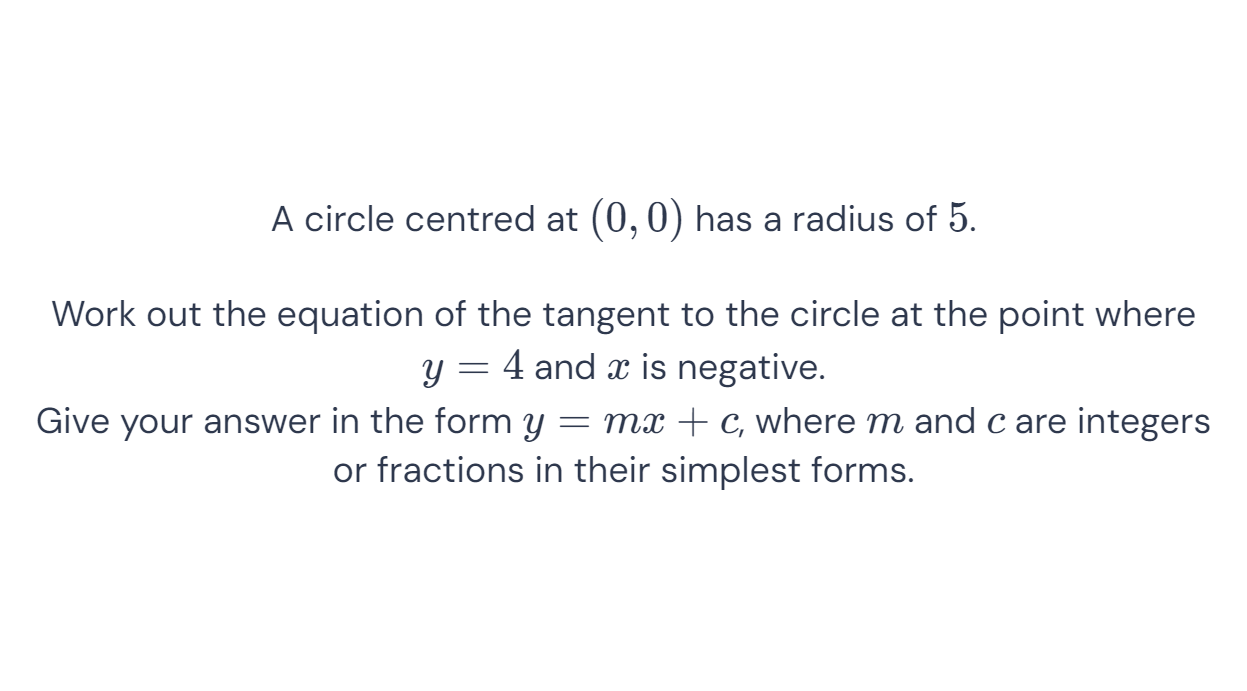 A circle centred at (0, 0) has a radius of 5.
Work out the equation of the tangent to the circle at the point where
y = 4 and x is negative.
Give your answer in the form y = mx + c, where m and c are integers
or fractions in their simplest forms.